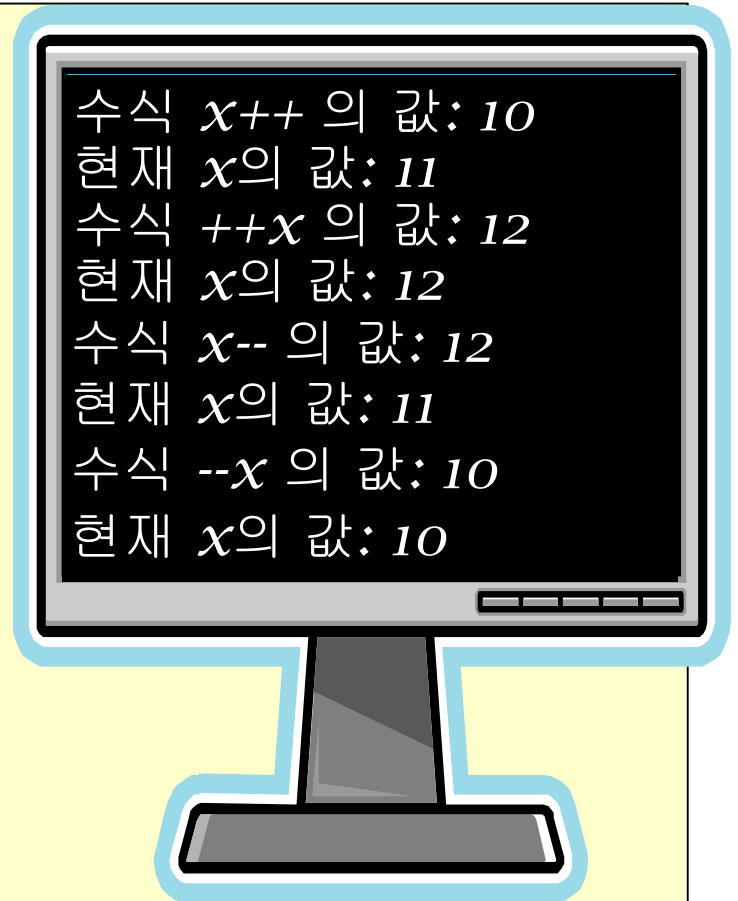 수식 x++ 의 값: 10
현재 x의 값: 11
수식 ++x 의 값: 12
현재 x의 값: 12
수식 x-- 의 값: 12
현재 x의 값: 11
수식 --x 의 값: 10
현재 x의 값: 10